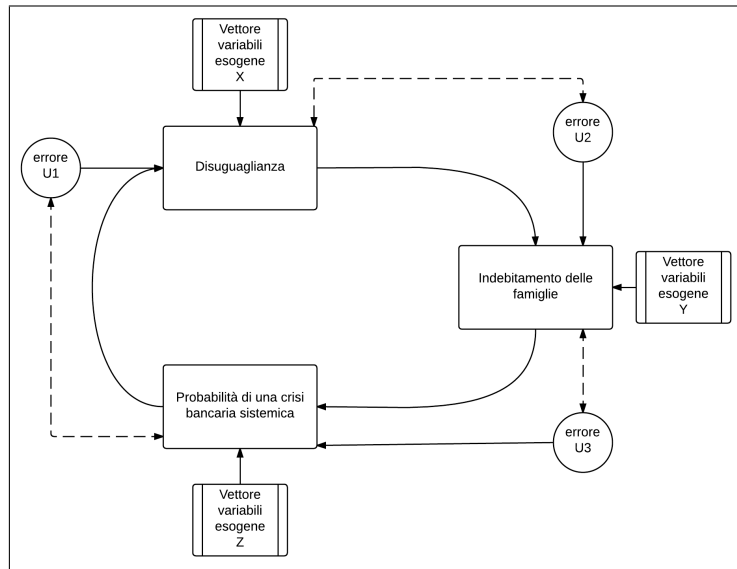 Vettore
variabili
esogene
X
errore
U1
Disuguaglianza
errore
U2
Indebitamento delle
famiglie
Vettore
variabili
esogene
Y
Probabilità di una crisi
bancaria sistemica
errore
U3
Vettore
variabili
esogene
Z